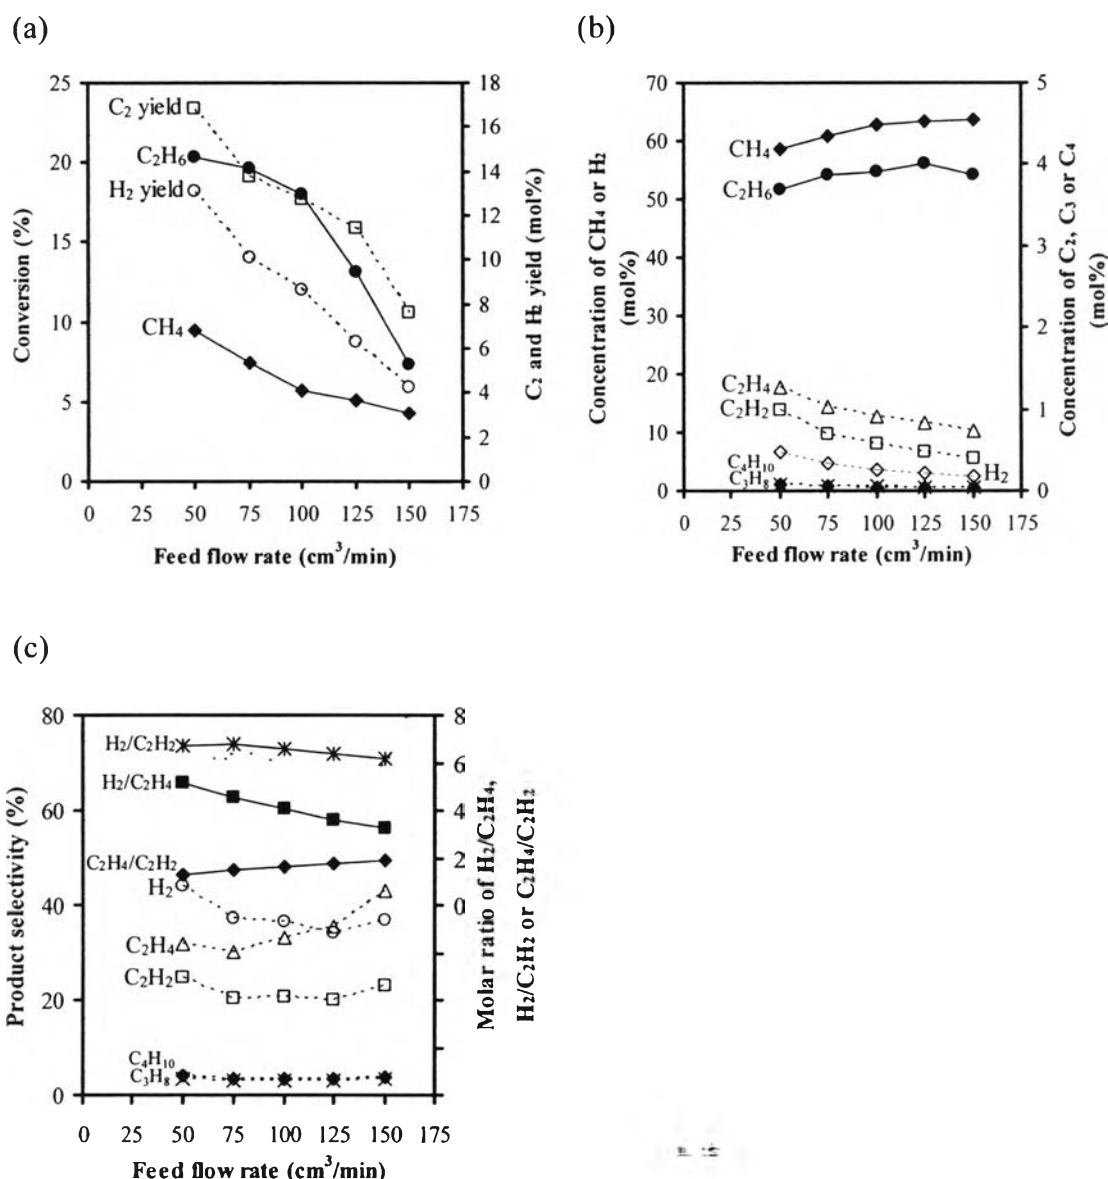 (a)
25
20
15
10
5
0
Conversion (%)
C₂ yield
C₂H₆
H₂ yield
CH₄
18
16
14
12
10
8
6
4
2
0
C₂ and H₂ yield (mol%)
0 25 50 75 100 125 150 175
Feed flow rate (cm³/min)
(b)
70
60
50
40
30
20
10
0
Concentration of CH₄ or H₂
(mol%)
CH₄
C₂H₆
C₂H₄
C₂H₂
C₄H₁₀
C₃H₈
H₂
5
4
3
2
1
0
Concentration of C₂, C₃ or C₄
(mol%)
0 25 50 75 100 125 150 175
Feed flow rate (cm³/min)
(c)
80
60
40
20
0
Product selectivity (%)
H₂/C₂H₂
H₂/C₂H₄
C₂H₄/C₂H₂
H₂
C₂H₄
C₂H₂
C₄H₁₀
C₃H₈
8
6
4
2
0
Molar ratio of H₂/C₂H₄,
H₂/C₂H₂ or C₂H₄/C₂H₂
0 25 50 75 100 125 150 175
Feed flow rate (cm³/min)